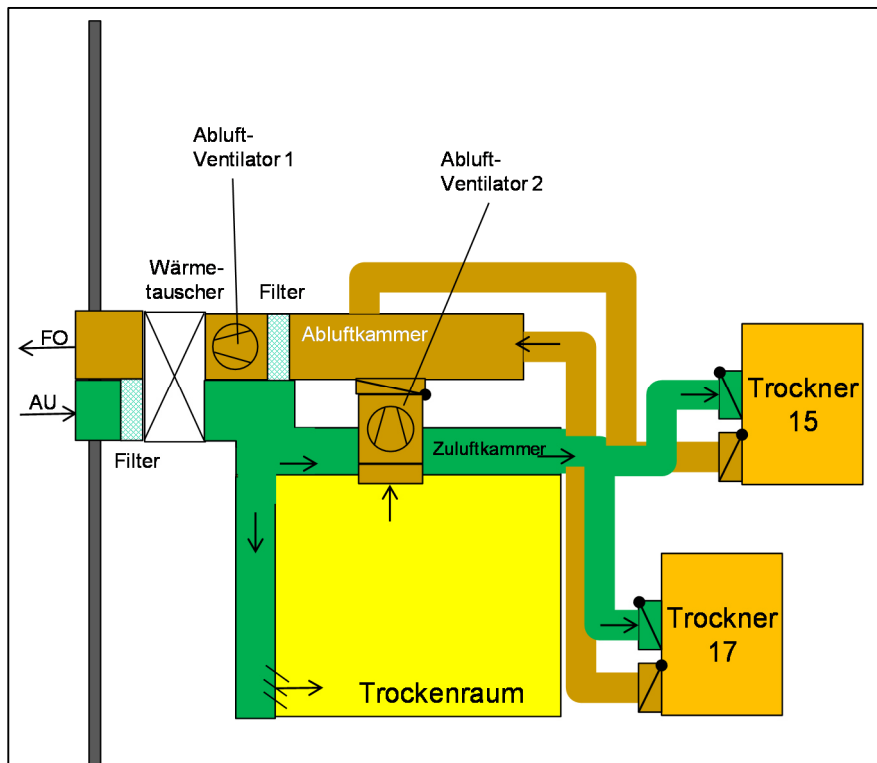 Abluft-
Ventilator 1
Abluft-
Ventilator 2
Wärme-
tauscher
Filter
FO
Abluftkammer
AU
Trockner
15
Filter
Zuluftkammer
Trockner
17
Trockenraum